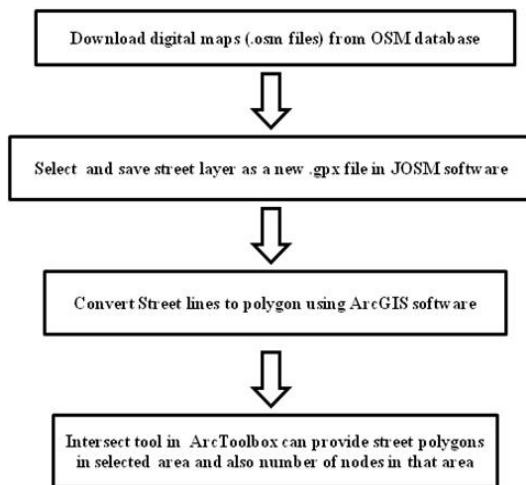 Download digital maps (.osm files) from OSM database
Select and save street layer as a new .gpx file in JOSM software
Convert Street lines to polygon using ArcGIS software
Intersect tool in ArcToolbox can provide street polygons
in selected area and also number of nodes in that area